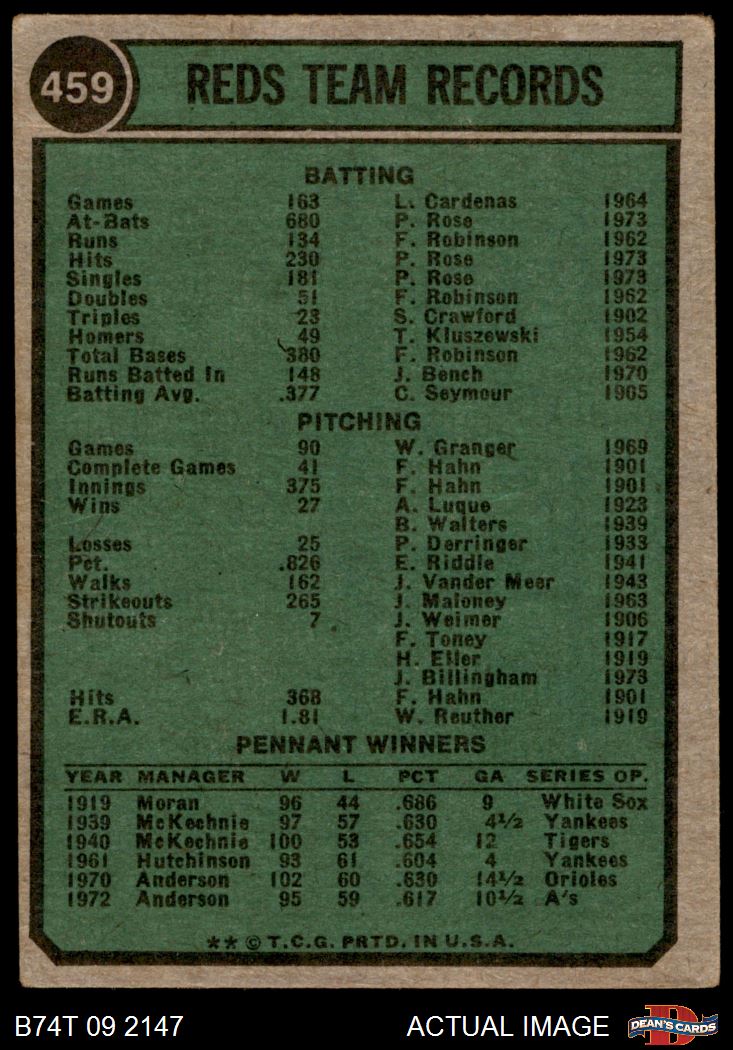 459 REDS TEAM RECORDS
BATTING
Games 163 L. Cardenas 1964
At-Bats 680 P. Rose 1973
Runs 134 F. Robinson 1962
Hits 230 P. Rose 1973
Singles 181 P. Rose 1973
Doubles 51 F. Robinson 1962
Triples 23 S. Crawford 1902
Homers 49 T. Kluszewski 1954
Total Bases 380 F. Robinson 1962
Runs Batted In 148 J. Bench 1970
Batting Avg. .377 C. Seymour 1905
PITCHING
Games 90 W. Granger 1969
Complete Games 41 F. Hahn 1901
Innings 375 F. Hahn 1901
Wins 27 A. Luque 1923
B. Walters 1939
Losses 25 P. Derringer 1933
Pct. .826 E. Riddle 1941
Walks 162 J. Vander Meer 1943
Strikeouts 265 J. Maloney 1963
Shutouts 7 J. Weimer 1906
F. Toney 1917
H. Eller 1919
J. Billingham 1973
Hits 368 F. Hahn 1901
E.R.A. 1.81 W. Reuther 1919
PENNANT WINNERS
YEAR MANAGER W L PCT GA SERIES OP.
1919 Moran 96 44 .686 9 White Sox
1939 McKechnie 97 57 .630 4½ Yankees
1940 McKechnie 100 53 .654 12 Tigers
1961 Hutchinson 93 61 .604 4 Yankees
1970 Anderson 102 60 .630 14½ Orioles
1972 Anderson 95 59 .617 10½ A's
** © T.C.G. PRTD. IN U.S.A.
B74T 09 2147 ACTUAL IMAGE D DEAN'S CARDS